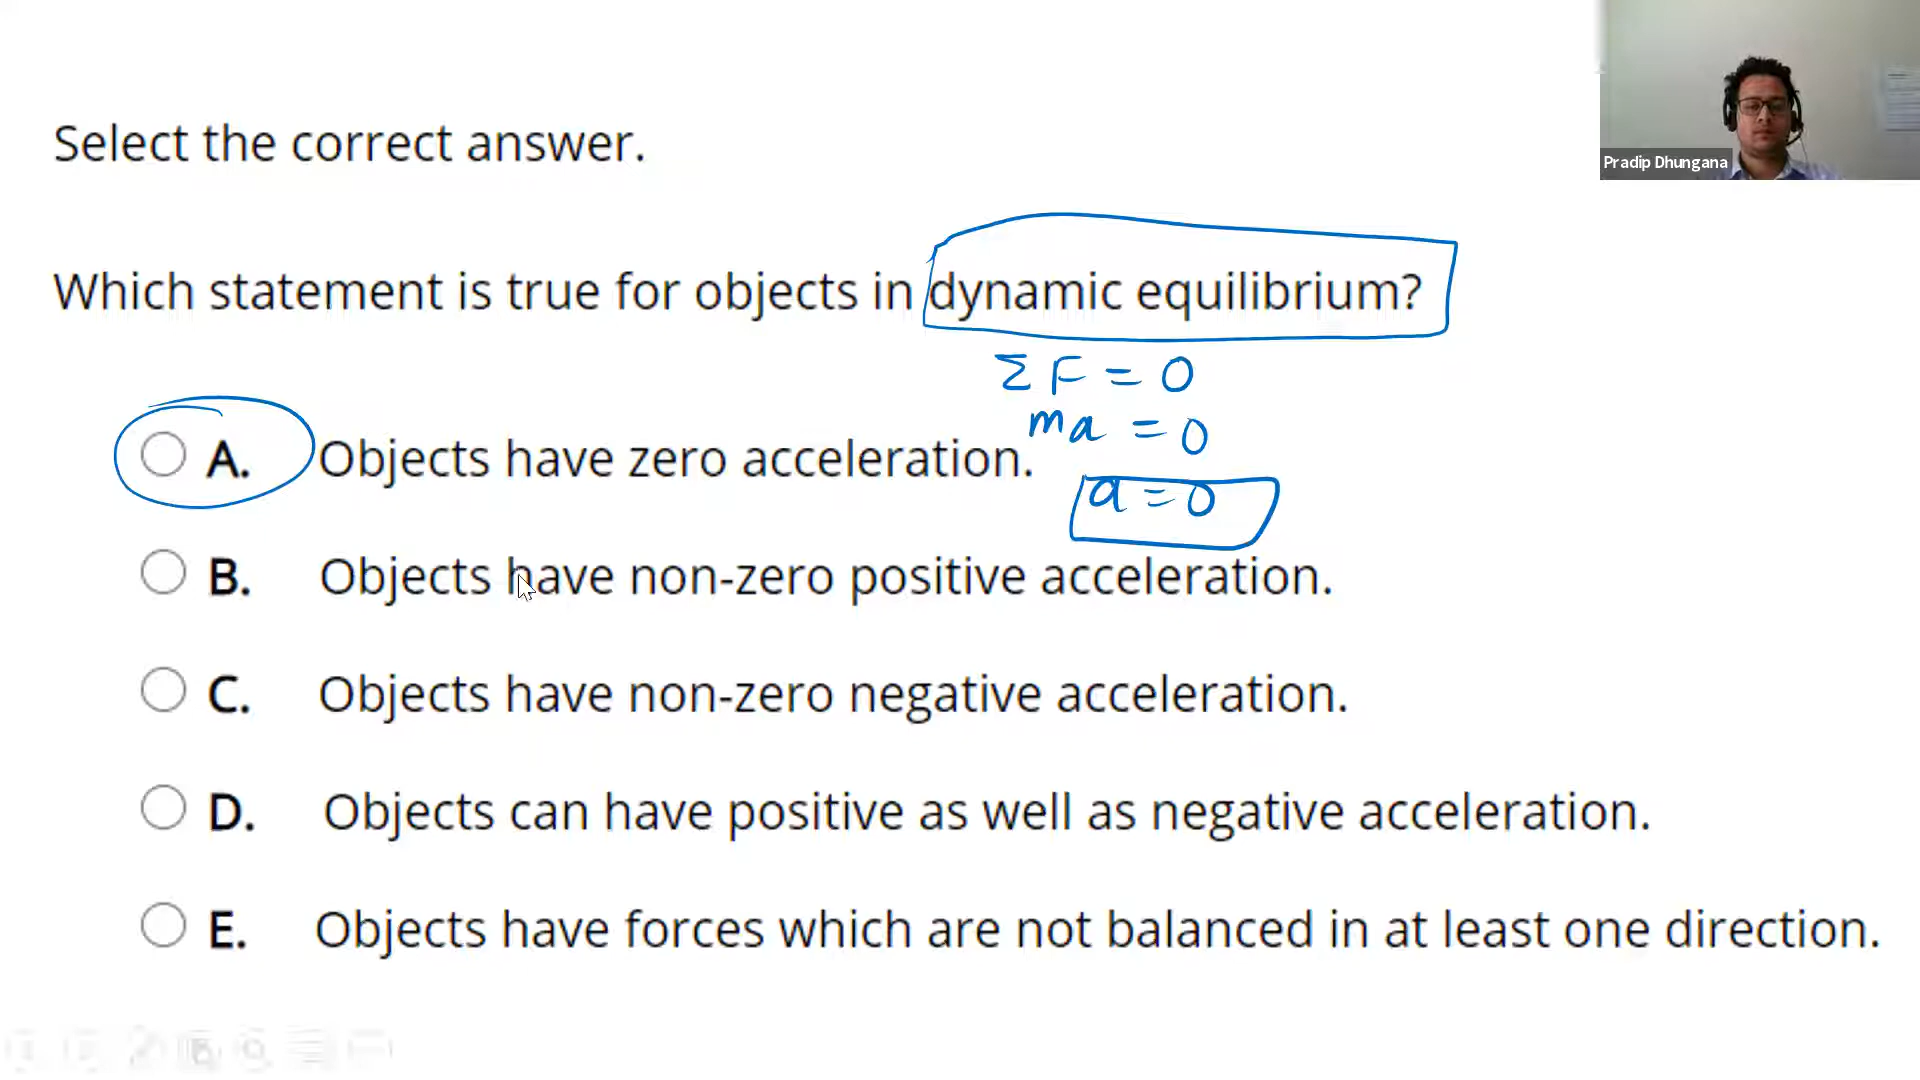 Pradip Dhungana
Select the correct answer.
Which statement is true for objects in dynamic equilibrium?
Σ F = 0
ma = 0
A. Objects have zero acceleration.
a = 0
B. Objects have non-zero positive acceleration.
C. Objects have non-zero negative acceleration.
D. Objects can have positive as well as negative acceleration.
E. Objects have forces which are not balanced in at least one direction.